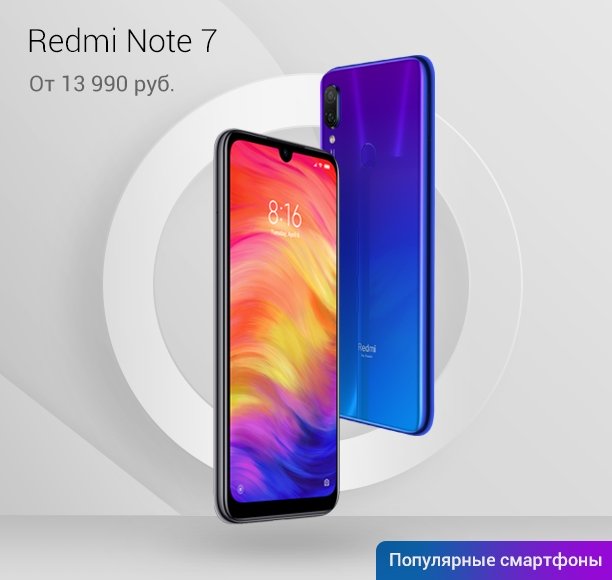 Redmi Note 7
От 13 990 руб.
8:16
Redmi
Популярные смартфоны